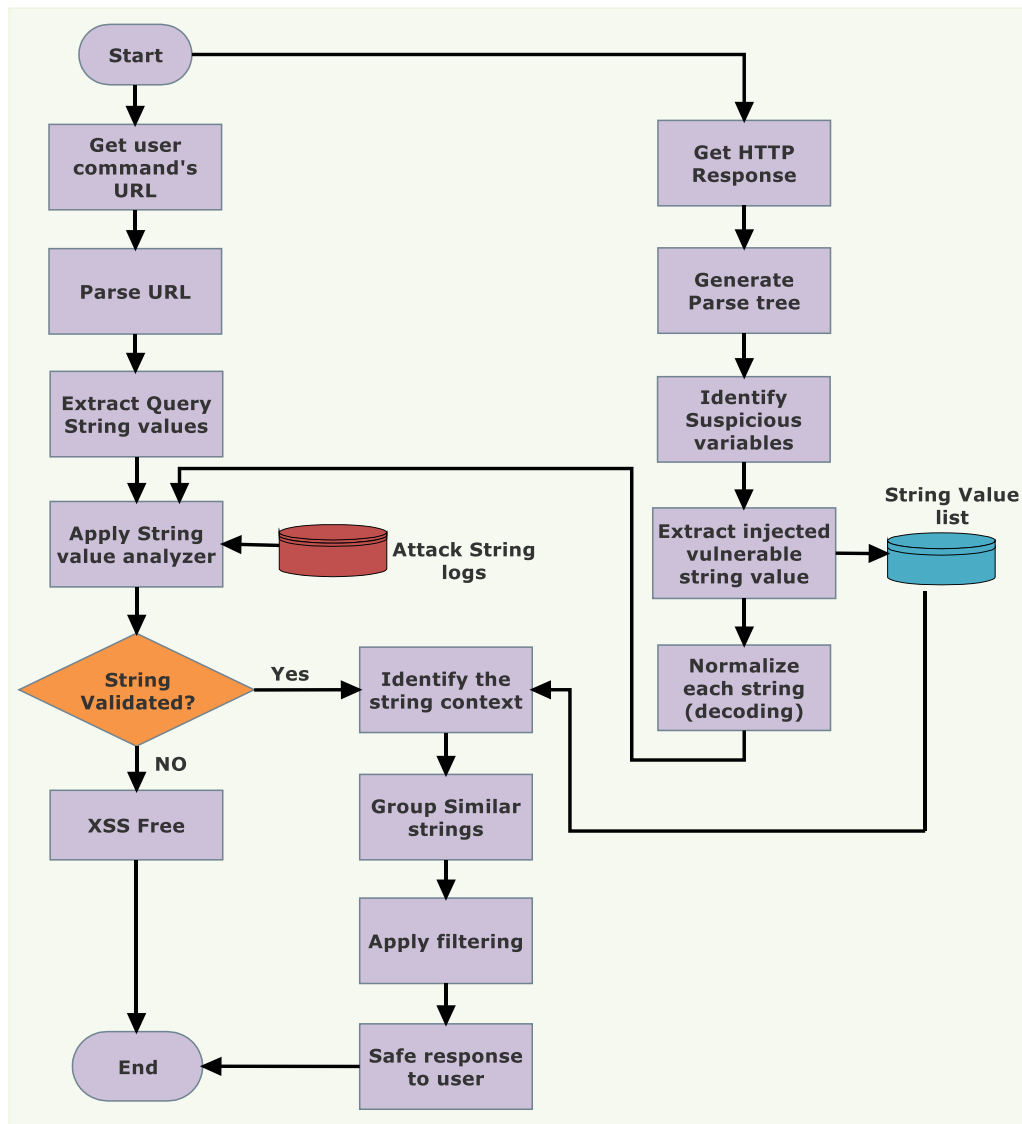 Start
Get user
command's
URL
Parse URL
Extract Query
String values
Apply String
value analyzer
Attack String
logs
String
Validated?
Yes
NO
XSS Free
End
Identify the
string context
Group Similar
strings
Apply filtering
Safe response
to user
Get HTTP
Response
Generate
Parse tree
Identify
Suspicious
variables
Extract injected
vulnerable
string value
String Value
list
Normalize
each string
(decoding)